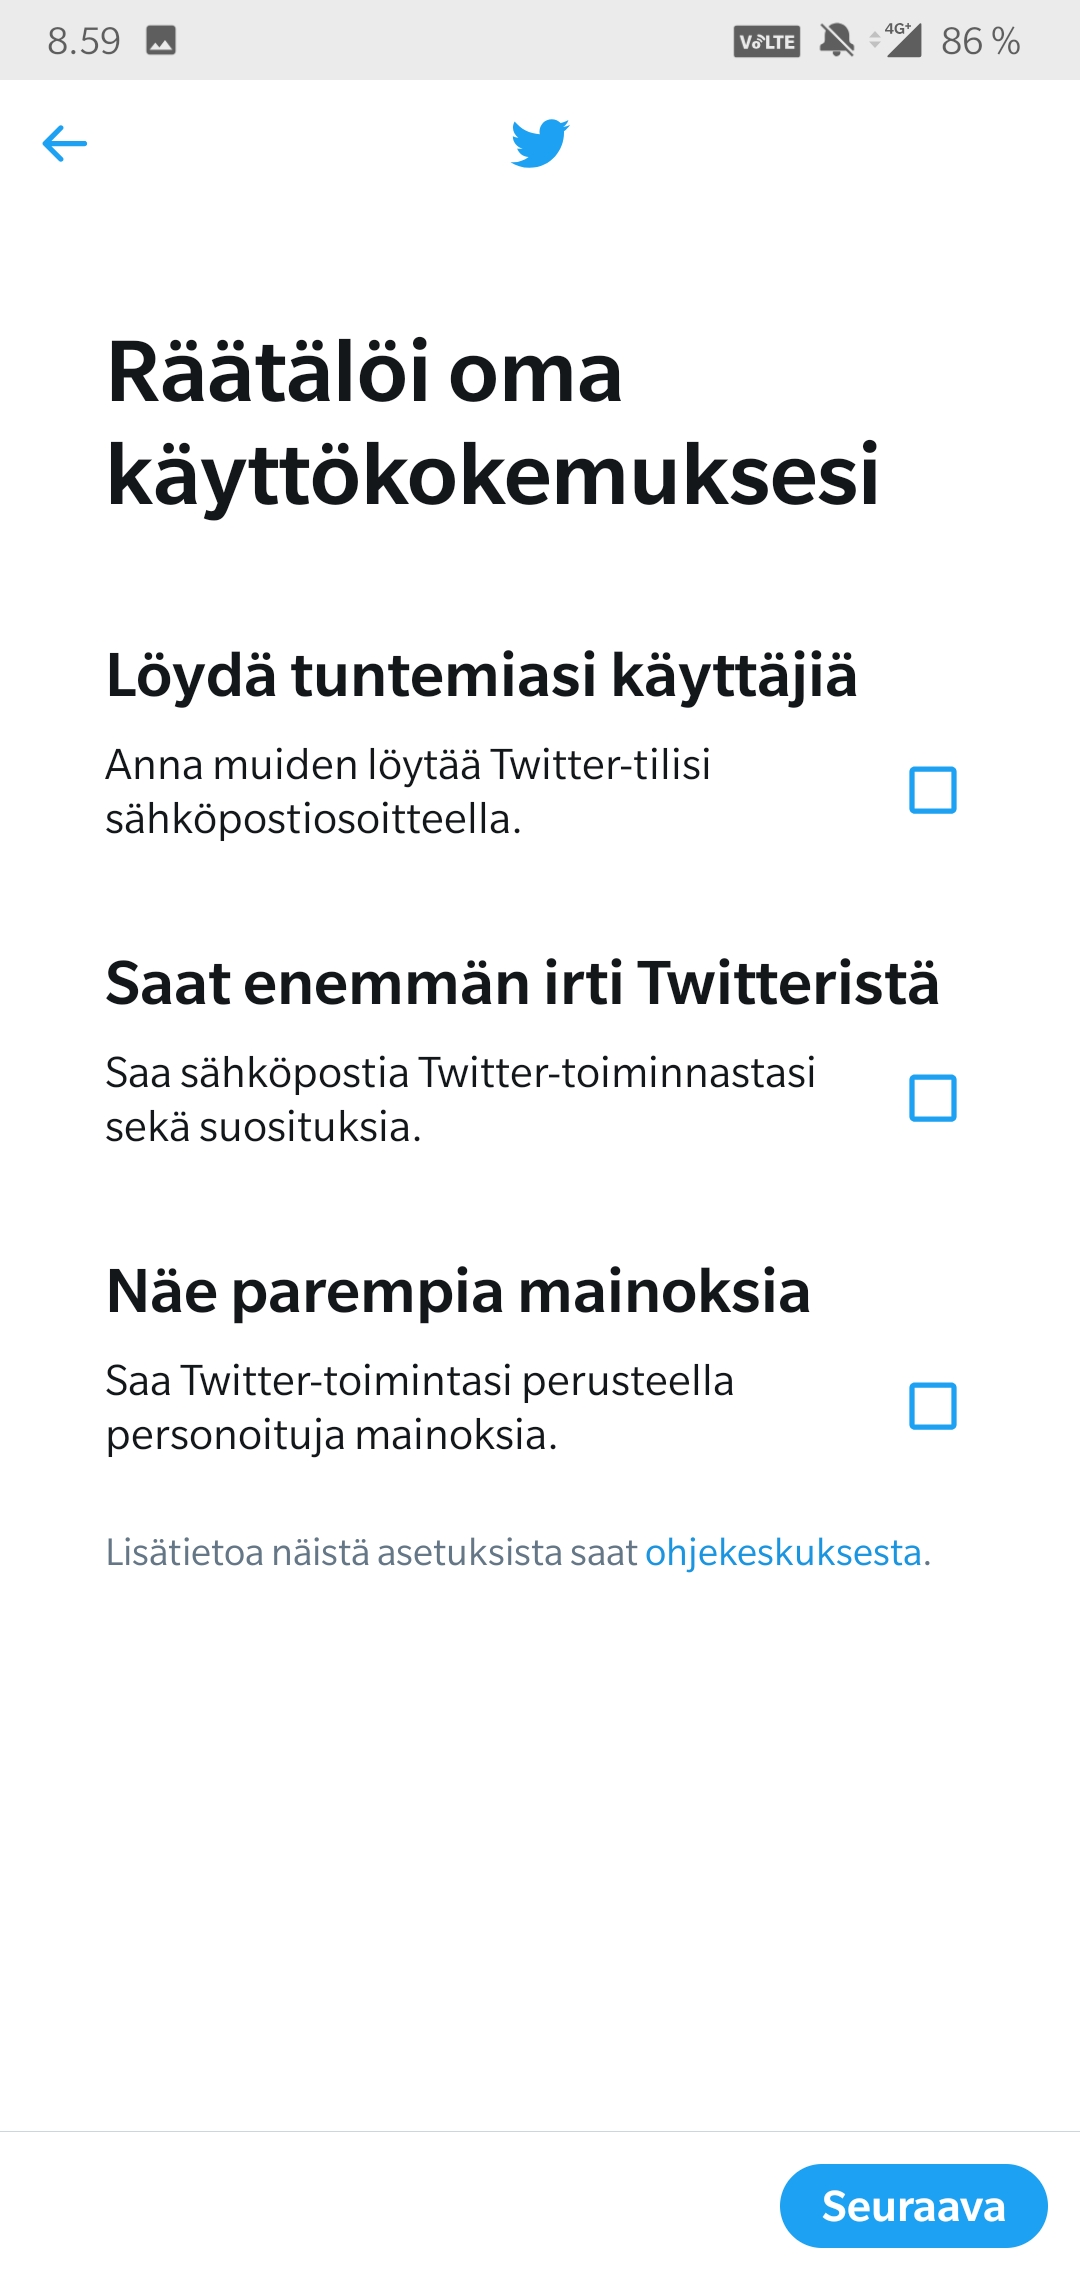 8.59
VoLTE
4G+
86 %
Räätälöi oma
käyttökokemuksesi
Löydä tuntemiasi käyttäjiä
Anna muiden löytää Twitter-tilisi
sähköpostiosoitteella.
Saat enemmän irti Twitteristä
Saa sähköpostia Twitter-toiminnastasi
sekä suosituksia.
Näe parempia mainoksia
Saa Twitter-toimintasi perusteella
personoituja mainoksia.
Lisätietoa näistä asetuksista saat ohjekeskuksesta.
Seuraava